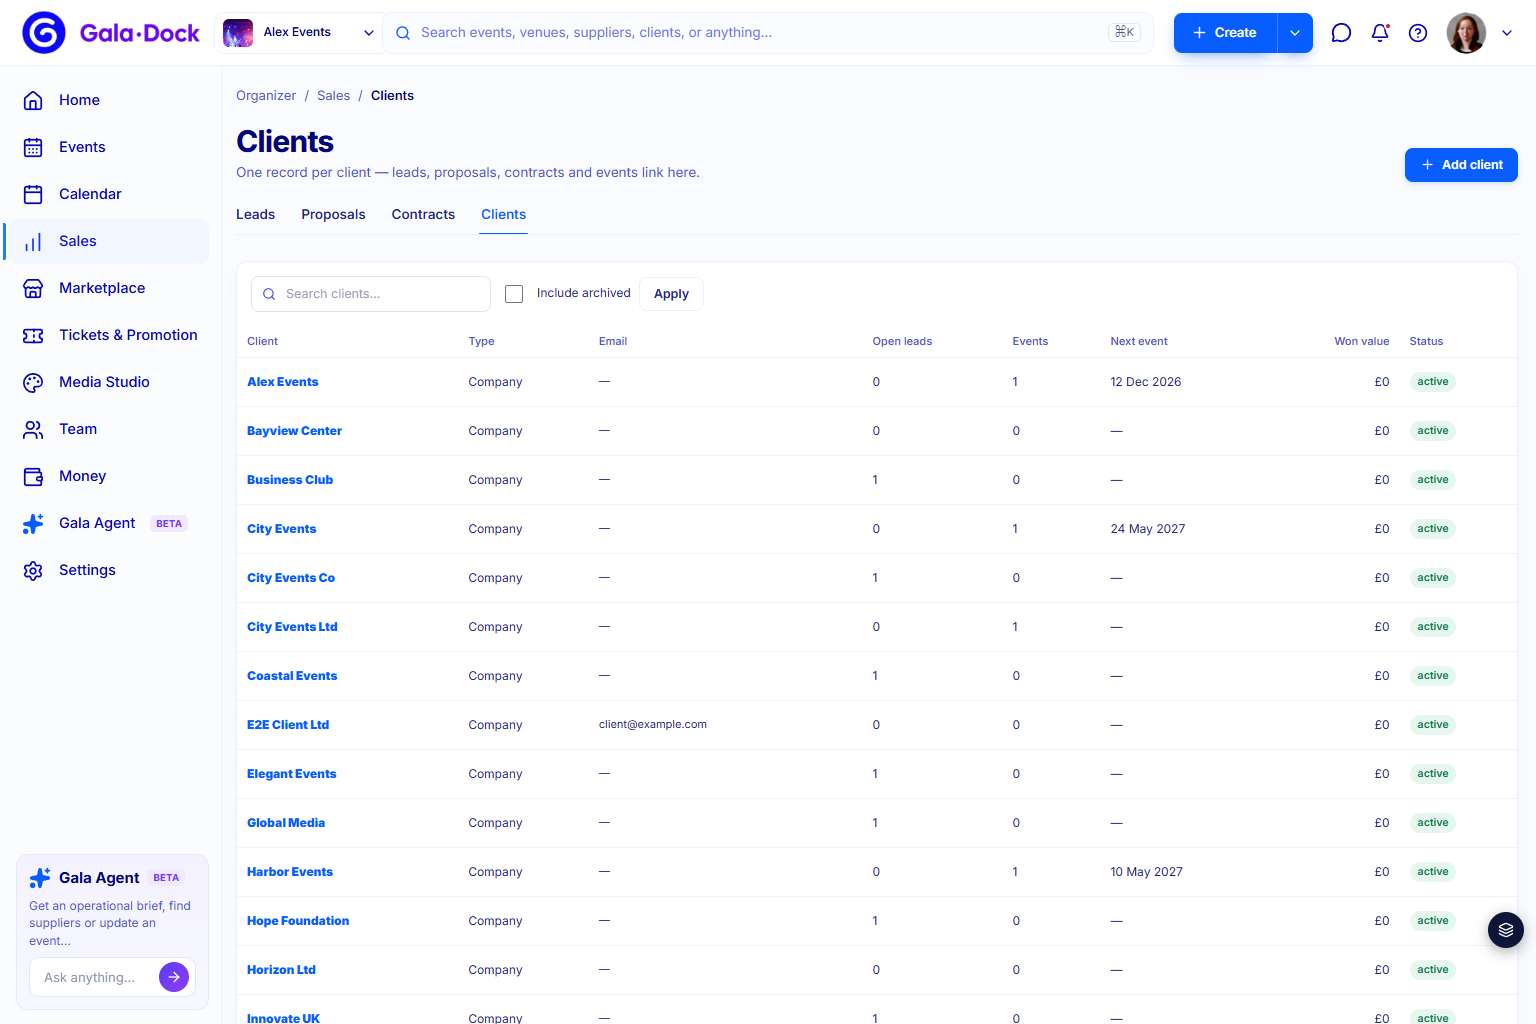 Gala·Dock
Alex Events
Search events, venues, suppliers, clients, or anything...
⌘K
+ Create
Home
Events
Calendar
Sales
Marketplace
Tickets & Promotion
Media Studio
Team
Money
Gala Agent BETA
Settings
Gala Agent BETA
Get an operational brief, find
suppliers or update an
event...
Ask anything...
Organizer / Sales / Clients
Clients
One record per client — leads, proposals, contracts and events link here.
+ Add client
Leads Proposals Contracts Clients
Search clients... Include archived Apply
Client Type Email Open leads Events Next event Won value Status
Alex Events Company — 0 1 12 Dec 2026 £0 active
Bayview Center Company — 0 0 — £0 active
Business Club Company — 1 0 — £0 active
City Events Company — 0 1 24 May 2027 £0 active
City Events Co Company — 1 0 — £0 active
City Events Ltd Company — 0 1 — £0 active
Coastal Events Company — 1 0 — £0 active
E2E Client Ltd Company client@example.com 0 0 — £0 active
Elegant Events Company — 1 0 — £0 active
Global Media Company — 1 0 — £0 active
Harbor Events Company — 0 1 10 May 2027 £0 active
Hope Foundation Company — 1 0 — £0 active
Horizon Ltd Company — 0 0 — £0 active
Innovate UK Company — 1 0 — £0 active